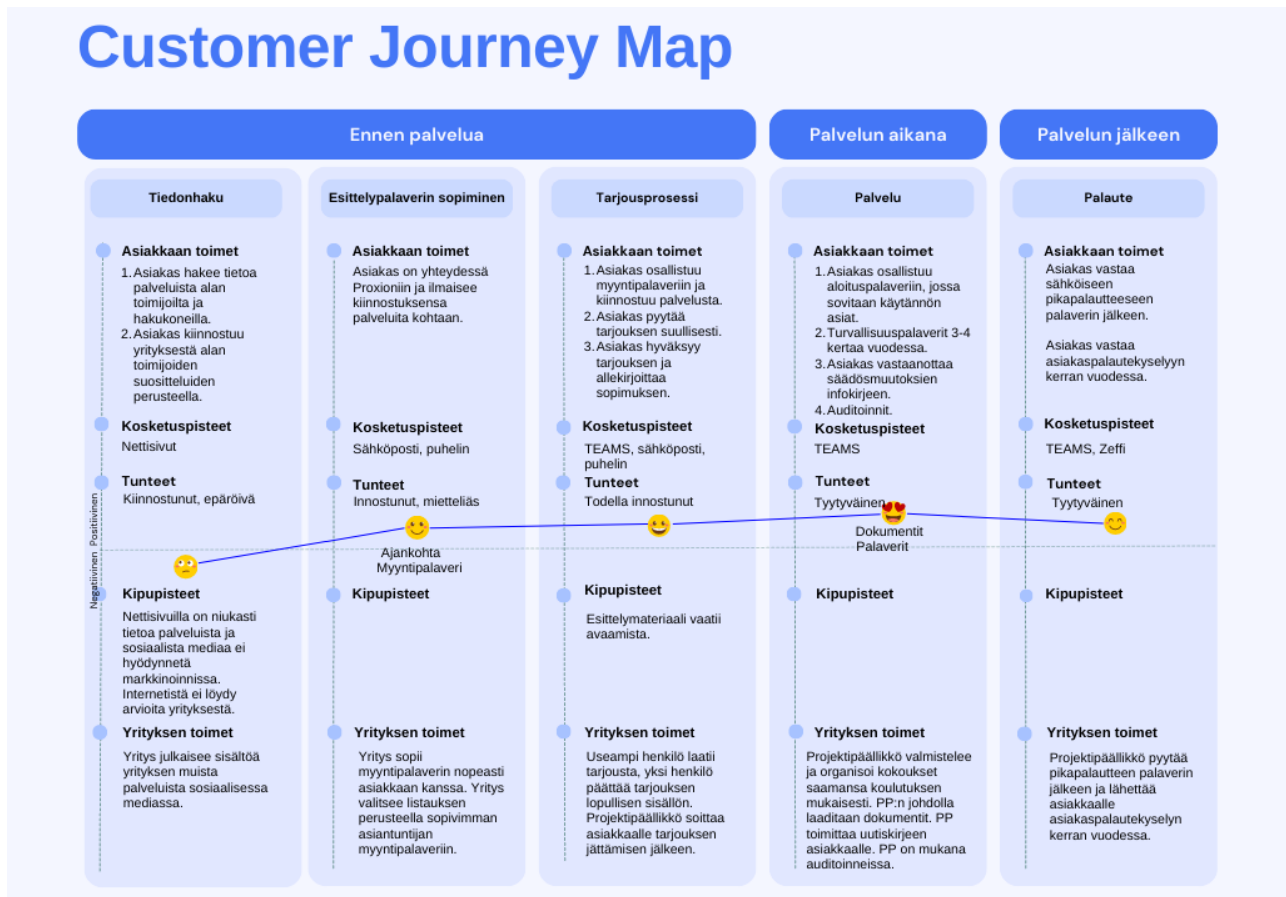 Customer Journey Map
Ennen palvelua
Palvelun aikana
Palvelun jälkeen
Tiedonhaku
Asiakkaan toimet
1. Asiakas hakee tietoa
palveluista alan
toimijoilta ja
hakukoneilla.
2. Asiakas kiinnostuu
yrityksestä alan
toimijoiden
suositteluiden
perusteella.
Kosketuspisteet
Nettisivut
Tunteet
Kiinnostunut, epäröivä
Positiivinen
Negatiivinen
Kipupisteet
Nettisivuilla on niukasti
tietoa palveluista ja
sosiaalista mediaa ei
hyödynnetä
markkinoinnissa.
Internetistä ei löydy
arvioita yrityksestä.
Yrityksen toimet
Yritys julkaisee sisältöä
yrityksen muista
palveluista sosiaalisessa
mediassa.
Esittelypalaverin sopiminen
Asiakkaan toimet
Asiakas on yhteydessä
Proxioniin ja ilmaisee
kiinnostuksensa
palveluita kohtaan.
Kosketuspisteet
Sähköposti, puhelin
Tunteet
Innostunut, mietteliäs
Ajankohta
Myyntipalaveri
Kipupisteet
Yrityksen toimet
Yritys sopii
myyntipalaverin nopeasti
asiakkaan kanssa. Yritys
valitsee listauksen
perusteella sopivimman
asiantuntijan
myyntipalaveriin.
Tarjousprosessi
Asiakkaan toimet
1. Asiakas osallistuu
myyntipalaveriin ja
kiinnostuu palvelusta.
2. Asiakas pyytää
tarjouksen suullisesti.
3. Asiakas hyväksyy
tarjouksen ja
allekirjoittaa
sopimuksen.
Kosketuspisteet
TEAMS, sähköposti,
puhelin
Tunteet
Todella innostunut
Kipupisteet
Esittelymateriaali vaatii
avaamista.
Yrityksen toimet
Useampi henkilö laatii
tarjousta, yksi henkilö
päättää tarjouksen
lopullisen sisällön.
Projektipäällikkö soittaa
asiakkaalle tarjouksen
jättämisen jälkeen.
Palvelu
Asiakkaan toimet
1. Asiakas osallistuu
aloituspalaveriin, jossa
sovitaan käytännön
asiat.
2. Turvallisuuspalaverit 3-4
kertaa vuodessa.
3. Asiakas vastaanottaa
säädösmuutoksien
infokirjeen.
4. Auditoinnit.
Kosketuspisteet
TEAMS
Tunteet
Tyytyväinen
Dokumentit
Palaverit
Kipupisteet
Yrityksen toimet
Projektipäällikkö valmistelee
ja organisoi kokoukset
saamansa koulutuksen
mukaisesti. PP:n johdolla
laaditaan dokumentit. PP
toimittaa uutiskirjeen
asiakkaalle. PP on mukana
auditoinneissa.
Palaute
Asiakkaan toimet
Asiakas vastaa
sähköiseen
pikapalautteeseen
palaverin jälkeen.
Asiakas vastaa
asiakaspalautekyselyyn
kerran vuodessa.
Kosketuspisteet
TEAMS, Zeffi
Tunteet
Tyytyväinen
Kipupisteet
Yrityksen toimet
Projektipäällikkö pyytää
pikapalautteen palaverin
jälkeen ja lähettää
asiakkaalle
asiakaspalautekyselyn
kerran vuodessa.